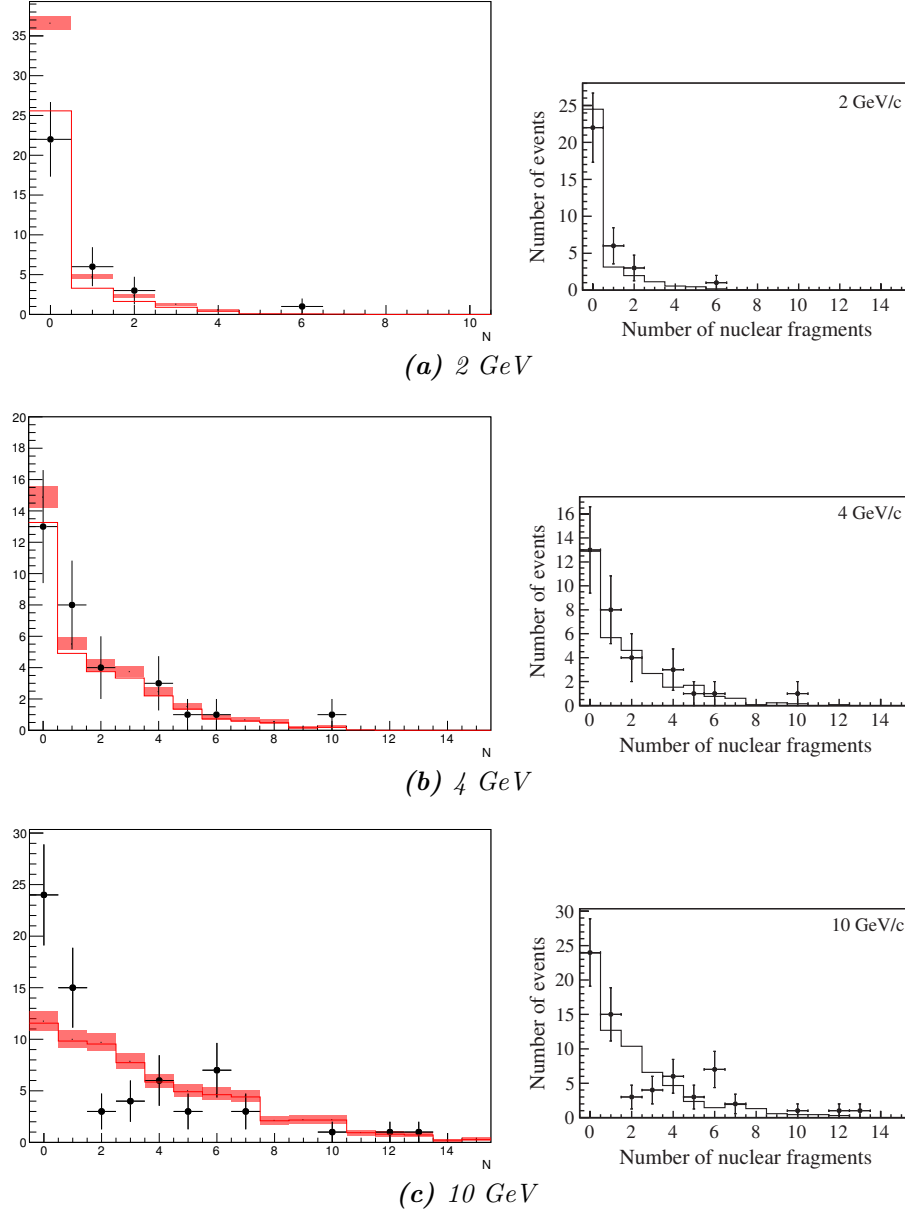 35
30
25
20
15
10
5
0
0 2 4 6 8 10
N
2 GeV/c
Number of events
25
20
15
10
5
0
0 2 4 6 8 10 12 14
Number of nuclear fragments
(a) 2 GeV
20
18
16
14
12
10
8
6
4
2
0
0 2 4 6 8 10 12 14
N
4 GeV/c
Number of events
16
14
12
10
8
6
4
2
0
0 2 4 6 8 10 12 14
Number of nuclear fragments
(b) 4 GeV
30
25
20
15
10
5
0
0 2 4 6 8 10 12 14
N
10 GeV/c
Number of events
30
25
20
15
10
5
0
0 2 4 6 8 10 12 14
Number of nuclear fragments
(c) 10 GeV